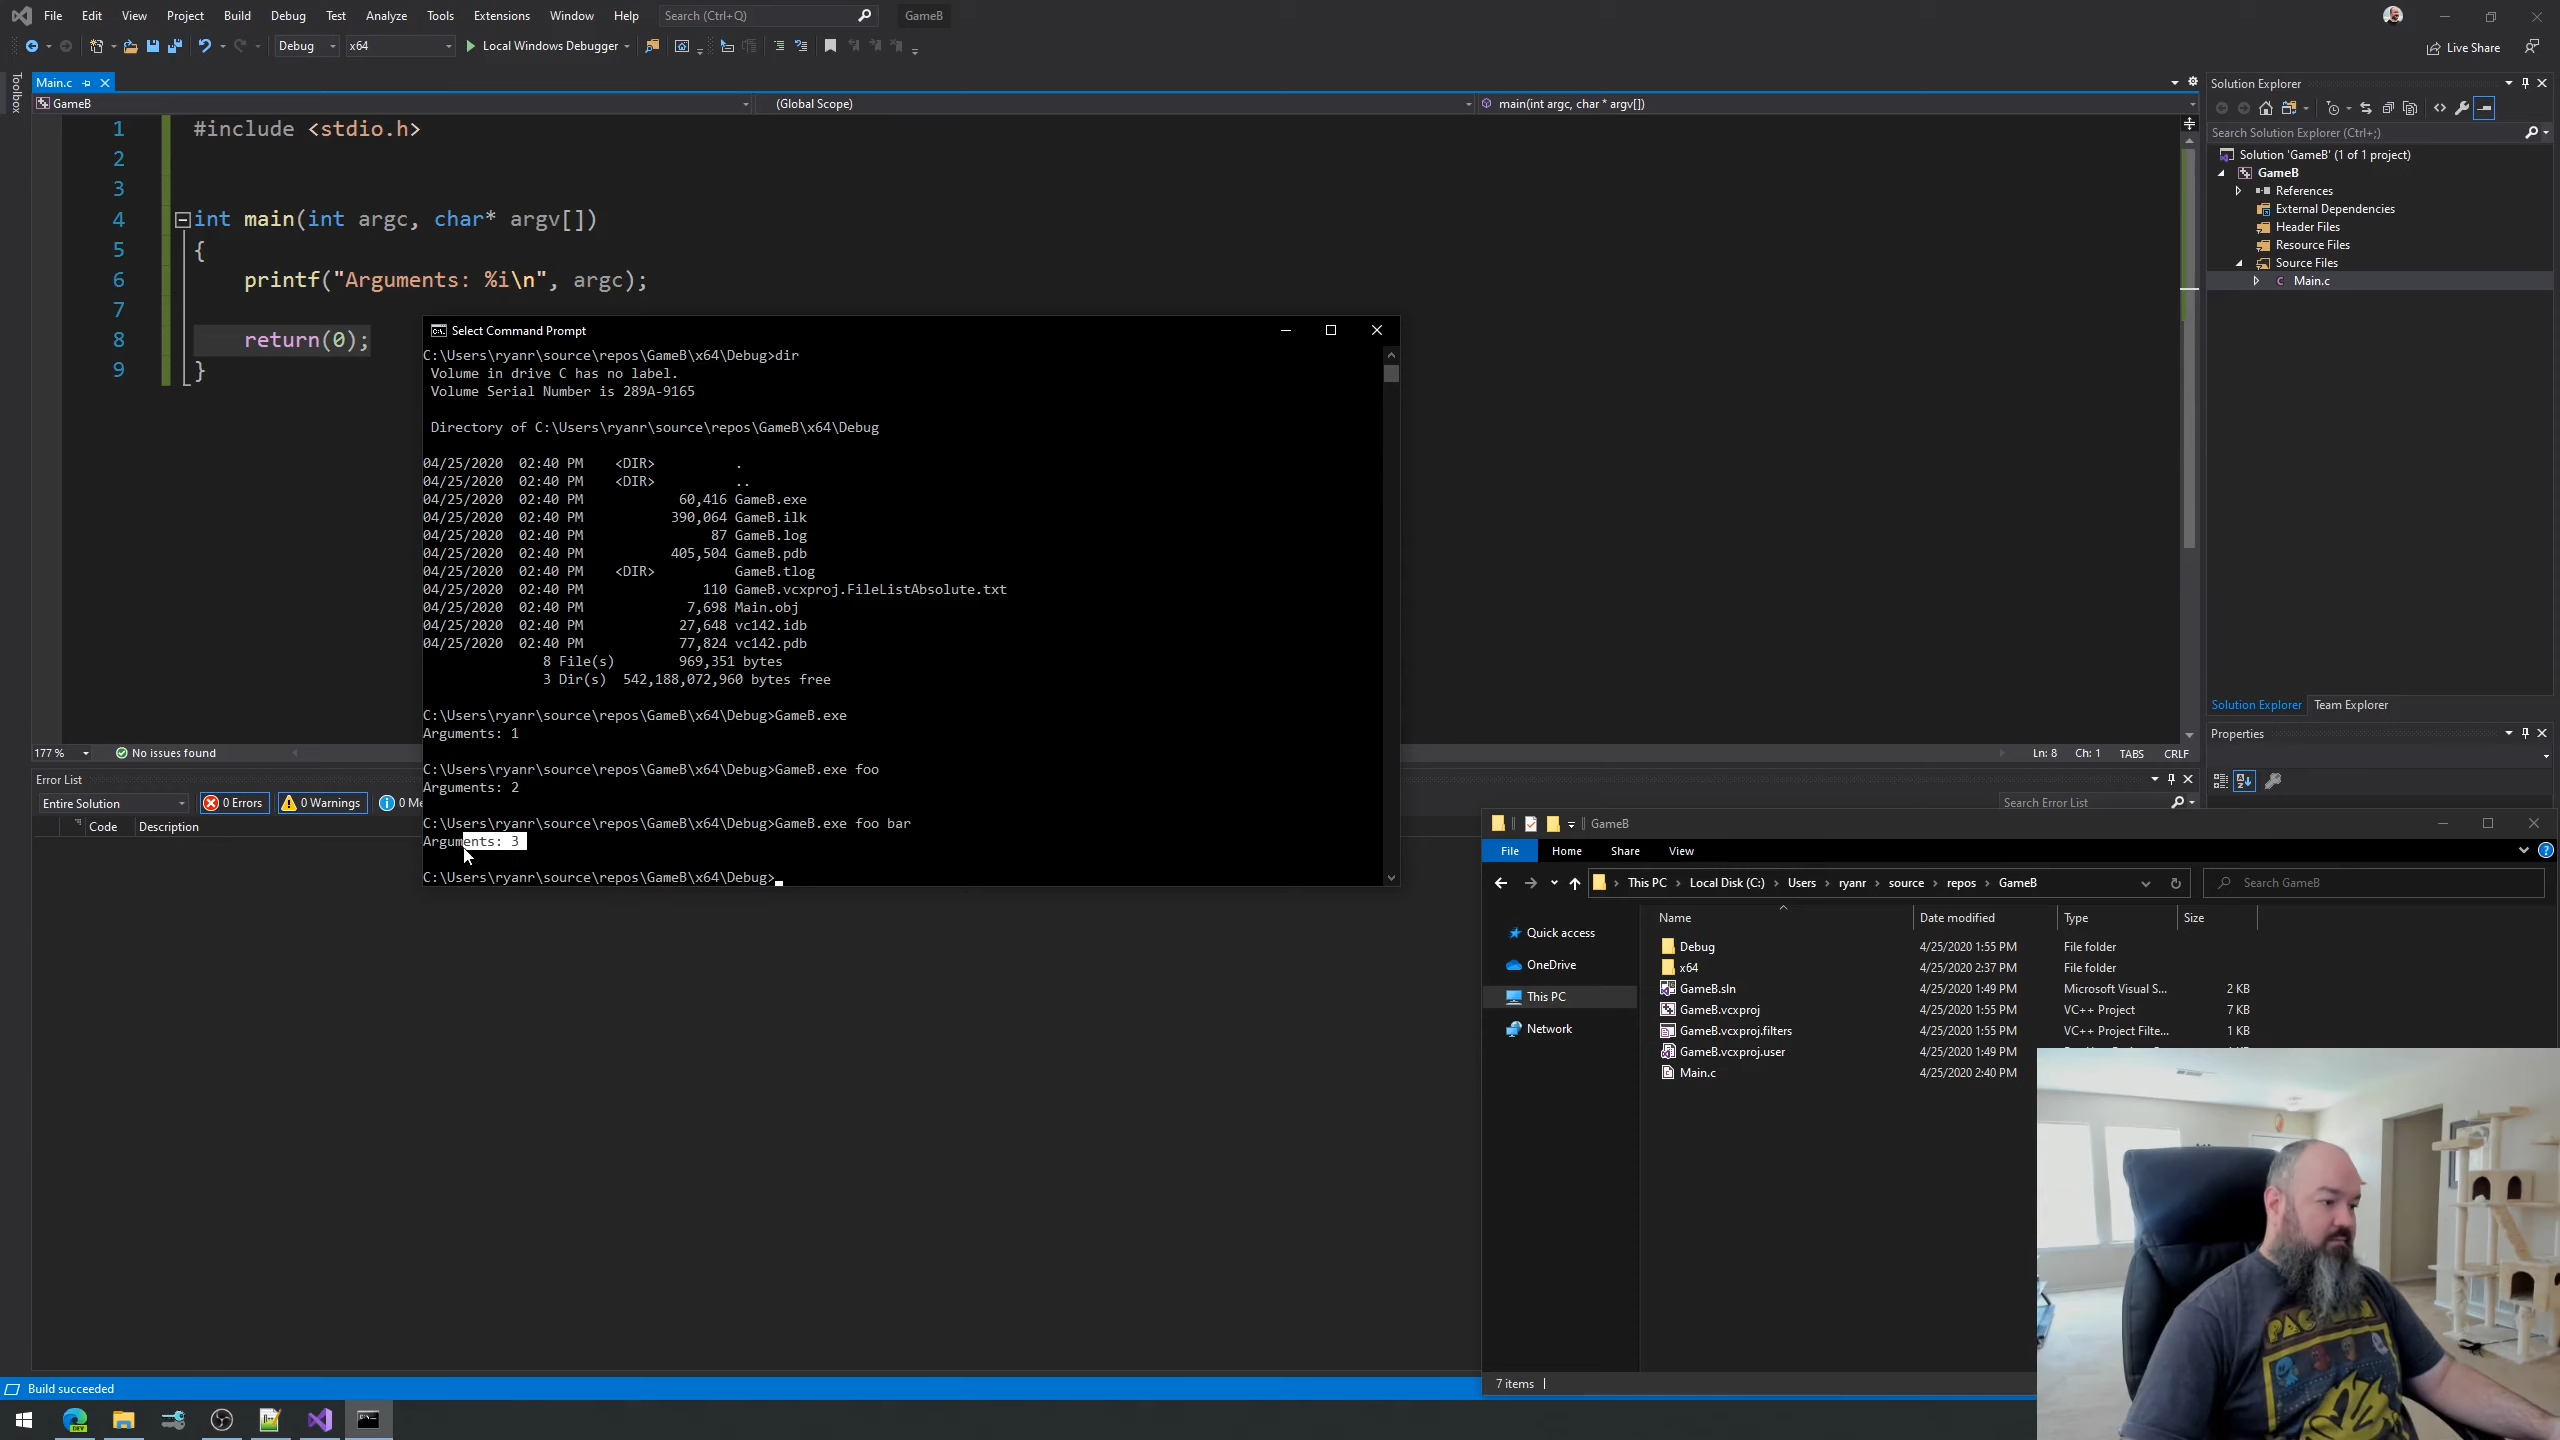 File Edit View Project Build Debug Test Analyze Tools Extensions Window Help Search (Ctrl+Q) GameB
Debug x64 Local Windows Debugger Live Share
Toolbox
Main.c
GameB (Global Scope) main(int argc, char * argv[])
1 #include <stdio.h>
2
3
4 int main(int argc, char* argv[])
5 {
6 printf("Arguments: %i\n", argc);
7
8 return(0);
9 }
177 % No issues found Ln: 8 Ch: 1 TABS CRLF
Select Command Prompt
C:\Users\ryanr\source\repos\GameB\x64\Debug>dir
Volume in drive C has no label.
Volume Serial Number is 289A-9165
Directory of C:\Users\ryanr\source\repos\GameB\x64\Debug
04/25/2020 02:40 PM <DIR> .
04/25/2020 02:40 PM <DIR> ..
04/25/2020 02:40 PM 60,416 GameB.exe
04/25/2020 02:40 PM 390,064 GameB.ilk
04/25/2020 02:40 PM 87 GameB.log
04/25/2020 02:40 PM 405,504 GameB.pdb
04/25/2020 02:40 PM <DIR> GameB.tlog
04/25/2020 02:40 PM 110 GameB.vcxproj.FileListAbsolute.txt
04/25/2020 02:40 PM 7,698 Main.obj
04/25/2020 02:40 PM 27,648 vc142.idb
04/25/2020 02:40 PM 77,824 vc142.pdb
8 File(s) 969,351 bytes
3 Dir(s) 542,188,072,960 bytes free
C:\Users\ryanr\source\repos\GameB\x64\Debug>GameB.exe
Arguments: 1
C:\Users\ryanr\source\repos\GameB\x64\Debug>GameB.exe foo
Arguments: 2
C:\Users\ryanr\source\repos\GameB\x64\Debug>GameB.exe foo bar
Arguments: 3
C:\Users\ryanr\source\repos\GameB\x64\Debug>
Solution Explorer
Search Solution Explorer (Ctrl+;)
Solution 'GameB' (1 of 1 project)
GameB
References
External Dependencies
Header Files
Resource Files
Source Files
Main.c
Solution Explorer Team Explorer
Properties
Error List
Entire Solution 0 Errors 0 Warnings 0 Me
Search Error List
Code Description
GameB
File Home Share View
This PC Local Disk (C:) Users ryanr source repos GameB Search GameB
Quick access
OneDrive
This PC
Network
Name Date modified Type Size
Debug 4/25/2020 1:55 PM File folder
x64 4/25/2020 2:37 PM File folder
GameB.sln 4/25/2020 1:49 PM Microsoft Visual S... 2 KB
GameB.vcxproj 4/25/2020 1:55 PM VC++ Project 7 KB
GameB.vcxproj.filters 4/25/2020 1:55 PM VC++ Project Filte... 1 KB
GameB.vcxproj.user 4/25/2020 1:49 PM
Main.c 4/25/2020 2:40 PM
7 items
PAC
Build succeeded
DEV